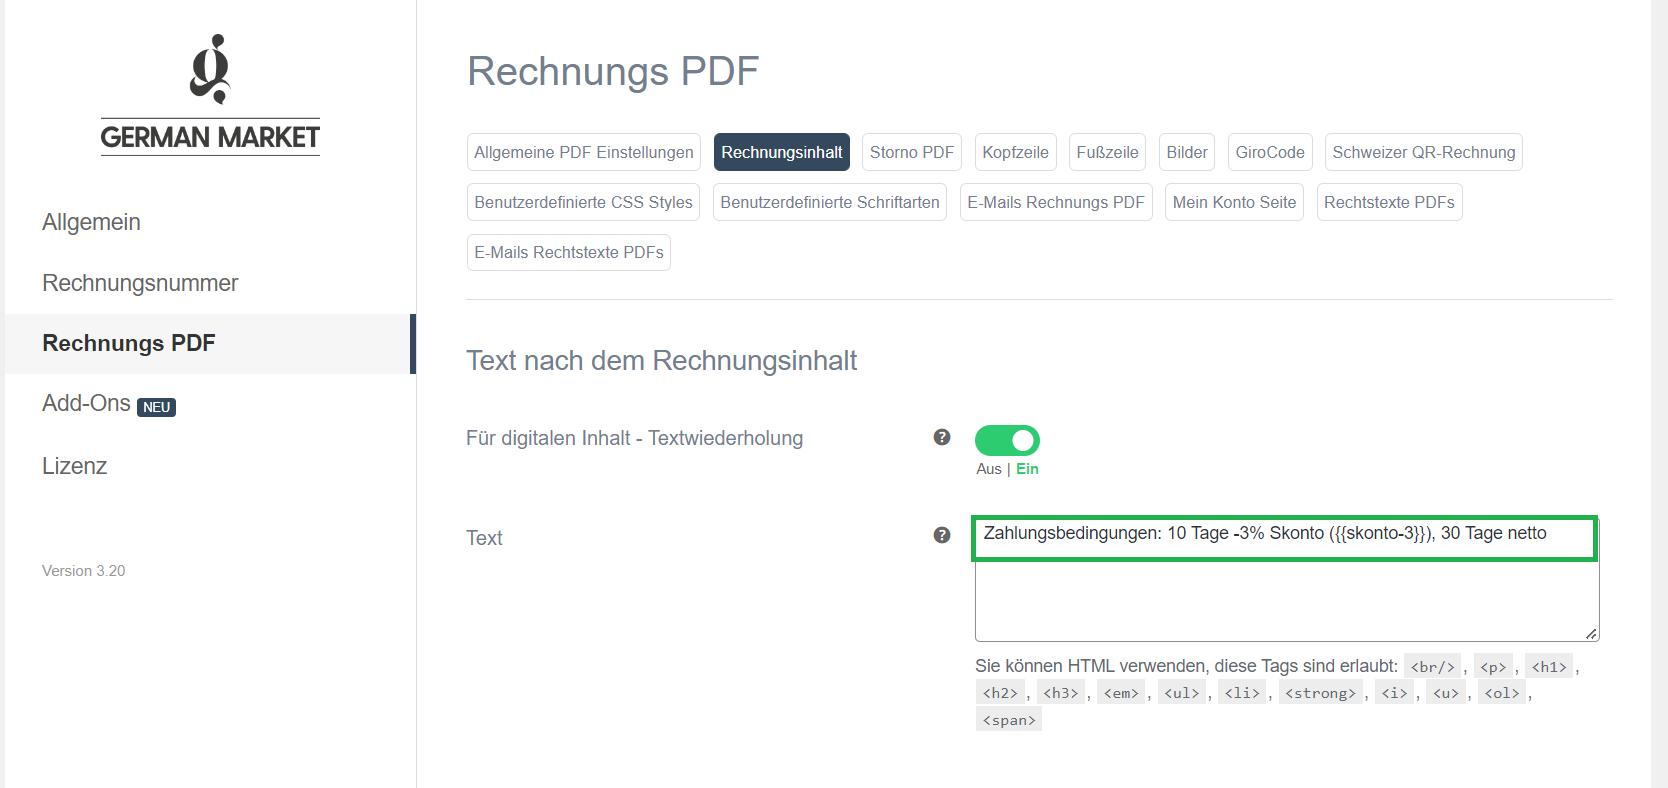 GERMAN MARKET
Allgemein
Rechnungsnummer
Rechnungs PDF
Add-Ons NEU
Lizenz
Version 3.20
Rechnungs PDF
Allgemeine PDF Einstellungen Rechnungsinhalt Storno PDF Kopfzeile Fußzeile Bilder GiroCode Schweizer QR-Rechnung
Benutzerdefinierte CSS Styles Benutzerdefinierte Schriftarten E-Mails Rechnungs PDF Mein Konto Seite Rechtstexte PDFs
E-Mails Rechtstexte PDFs
Text nach dem Rechnungsinhalt
Für digitalen Inhalt - Textwiederholung ?
Aus | Ein
Text ? Zahlungsbedingungen: 10 Tage -3% Skonto ({{skonto-3}}), 30 Tage netto
Sie können HTML verwenden, diese Tags sind erlaubt: <br/> , <p> , <h1> ,
<h2> , <h3> , <em> , <ul> , <li> , <strong> , <i> , <u> , <ol> ,
<span>